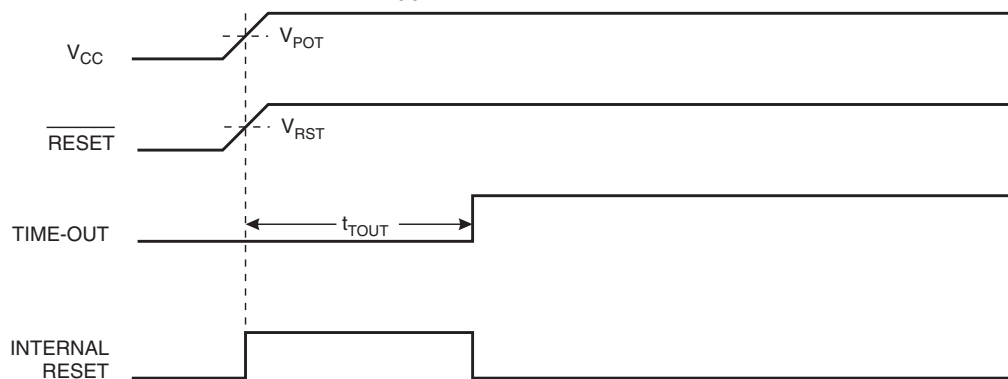 V_CC
V_POT
RESET
V_RST
TIME-OUT
t_TOUT
INTERNAL
RESET